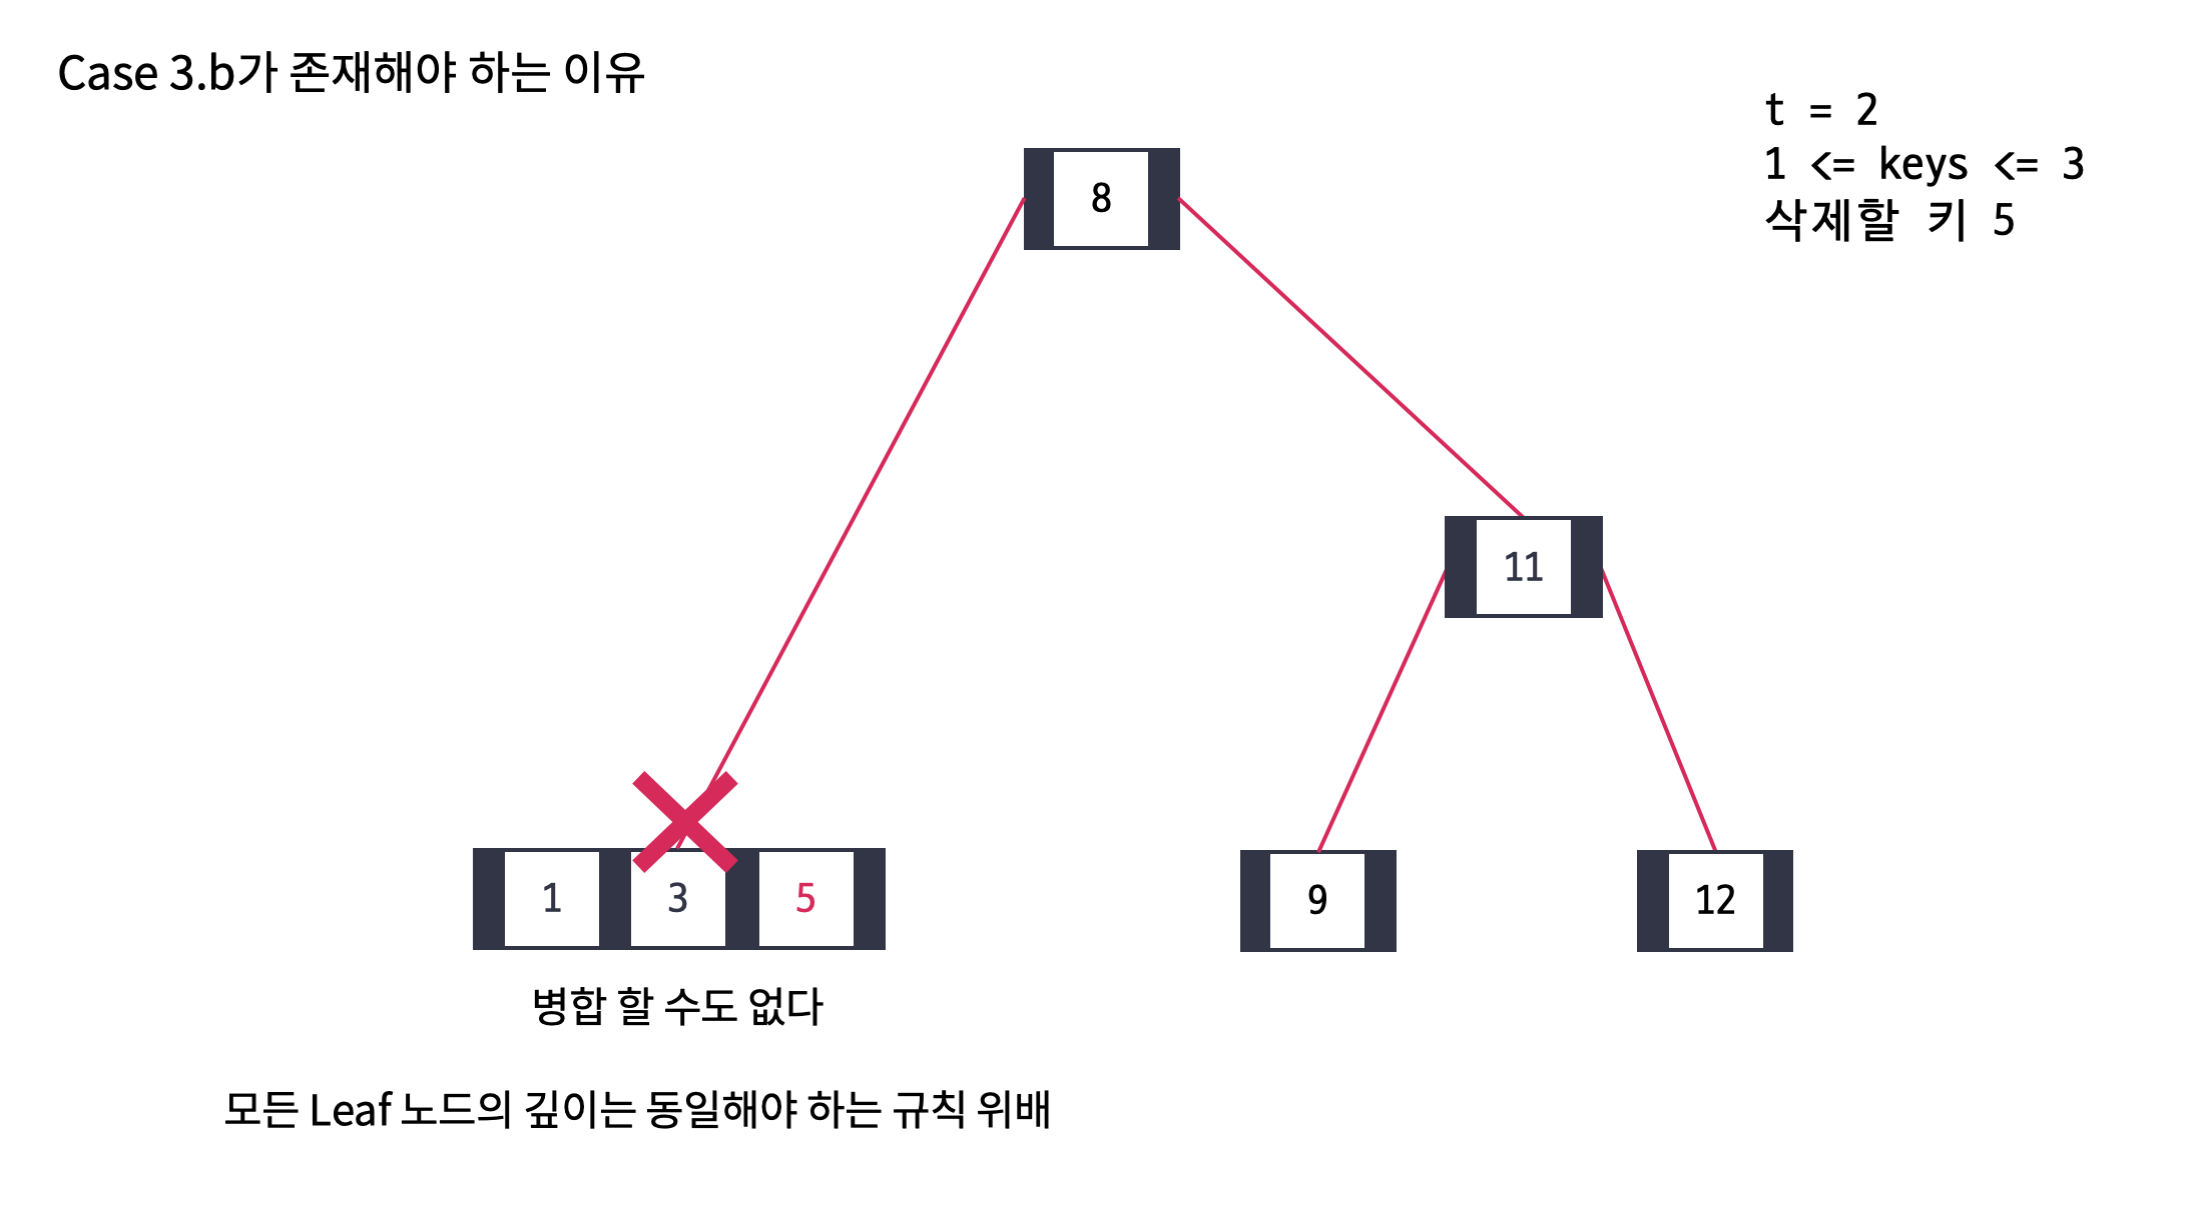 Case 3.b가 존재해야 하는 이유
t = 2
1 <= keys <= 3
삭제할 키 5
8
11
1 3 5
9
12
병합 할 수도 없다
모든 Leaf 노드의 깊이는 동일해야 하는 규칙 위배